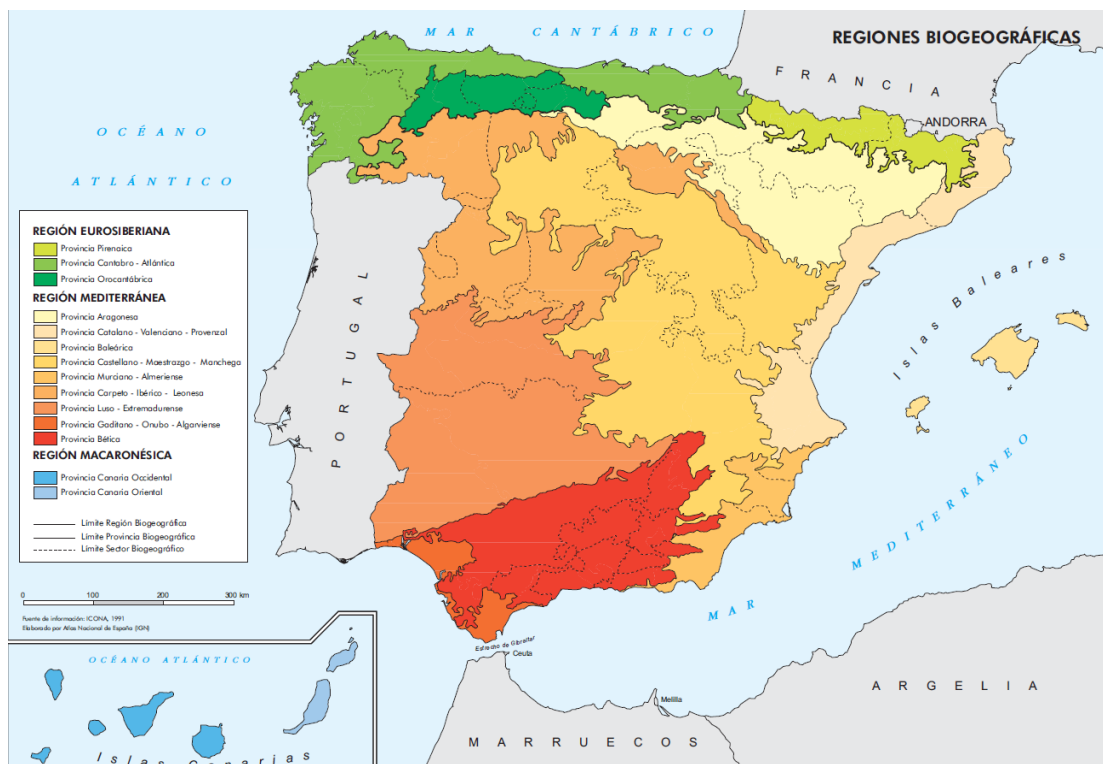 REGIONES BIOGEOGRÁFICAS
MAR CANTÁBRICO
FRANCIA
ANDORRA
OCÉANO
ATLÁNTICO
PORTUGAL
Islas Baleares
MAR MEDITERRÁNEO
REGIÓN EUROSIBERIANA
Provincia Pirenaica
Provincia Cantabro - Atlántica
Provincia Orocantábrica
REGIÓN MEDITERRÁNEA
Provincia Aragonesa
Provincia Catalano - Valenciano - Provenzal
Provincia Baleárica
Provincia Castellano - Maestrazgo - Manchega
Provincia Murciano - Almeriense
Provincia Carpeto - Ibérico - Leonesa
Provincia Luso - Extremadurense
Provincia Gaditano - Onubo - Algarviense
Provincia Bética
REGIÓN MACARONÉSICA
Provincia Canaria Occidental
Provincia Canaria Oriental
Límite Región Biogeográfica
Límite Provincia Biogeográfica
Límite Sector Biogeográfico
0 100 200 300 km
Fuente de información: ICONA, 1991
Elaborado por Atlas Nacional de España (IGN)
Estrecho de Gibraltar
Ceuta
Melilla
MARRUECOS
ARGELIA
OCÉANO ATLÁNTICO
Islas Canarias